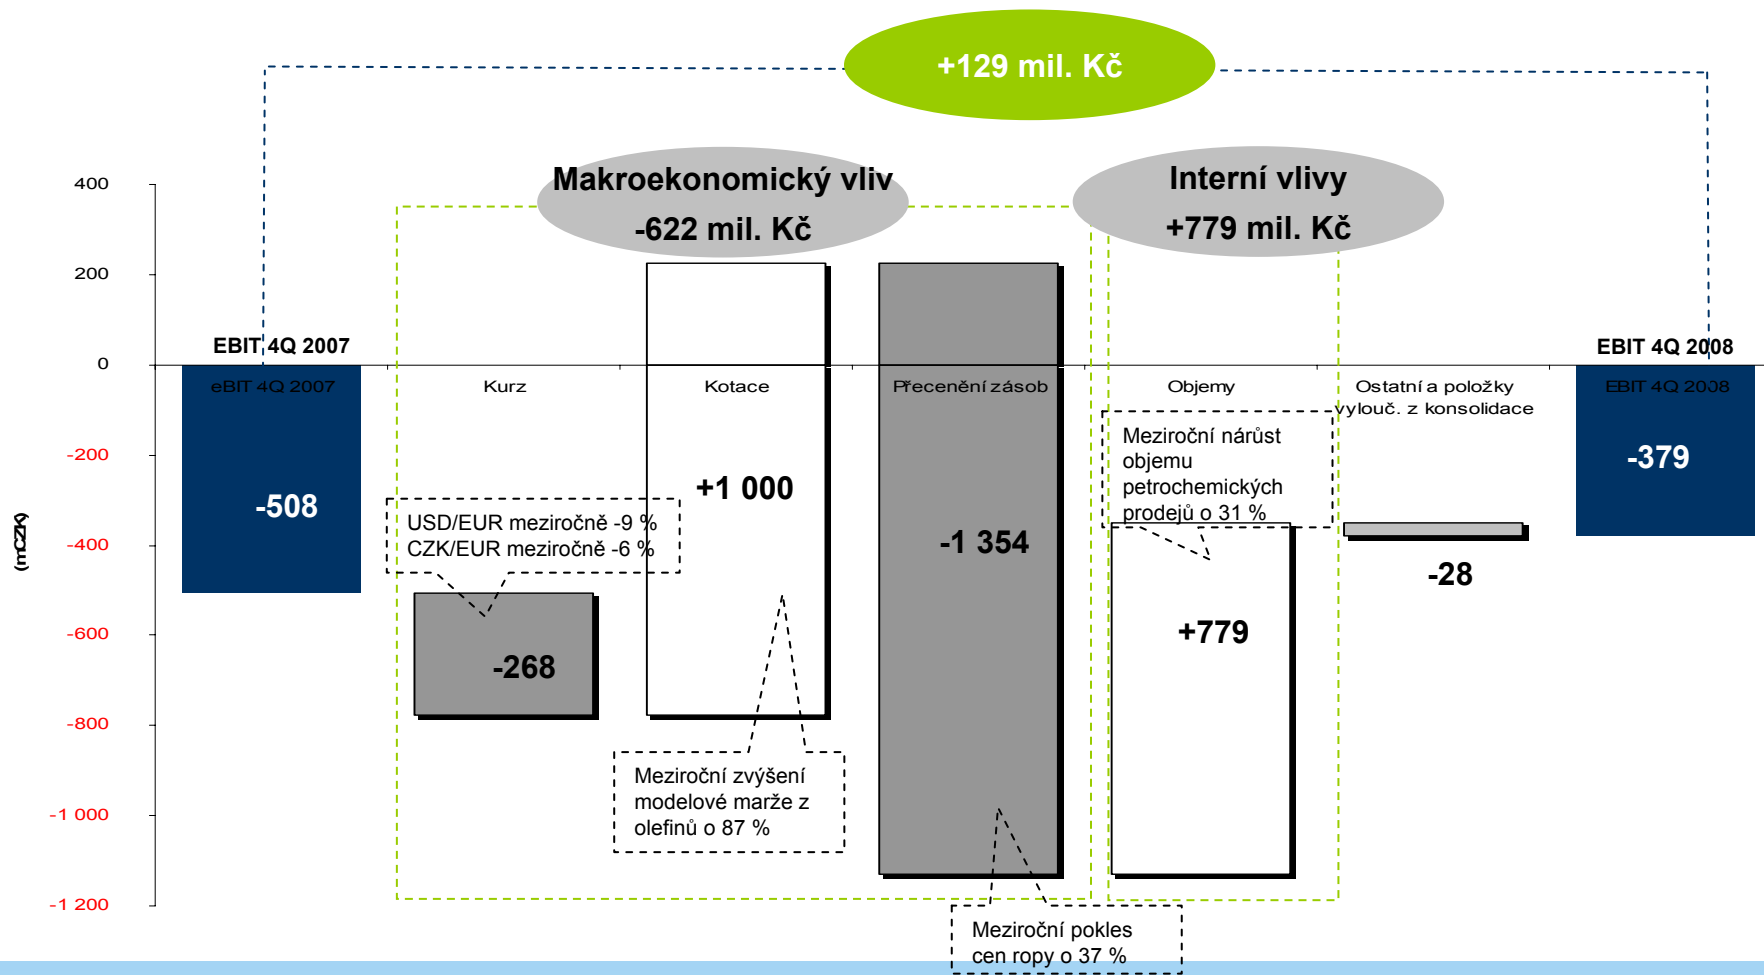 +129 mil. Kč
Makroekonomický vliv
-622 mil. Kč
Interní vlivy
+779 mil. Kč
400
200
0
-200
-400
-600
-800
-1 000
-1 200
(mCZK)
EBIT 4Q 2007
EBIT 4Q 2008
eBIT 4Q 2007
Kurz
Kotace
Přecenění zásob
Objemy
Ostatní a položky
vylouč. z konsolidace
EBIT 4Q 2008
-508
USD/EUR meziročně -9 %
CZK/EUR meziročně -6 %
-268
+1 000
Meziroční zvýšení
modelové marže z
olefinů o 87 %
-1 354
Meziroční pokles
cen ropy o 37 %
Meziroční nárůst
objemu
petrochemických
prodejů o 31 %
+779
-28
-379